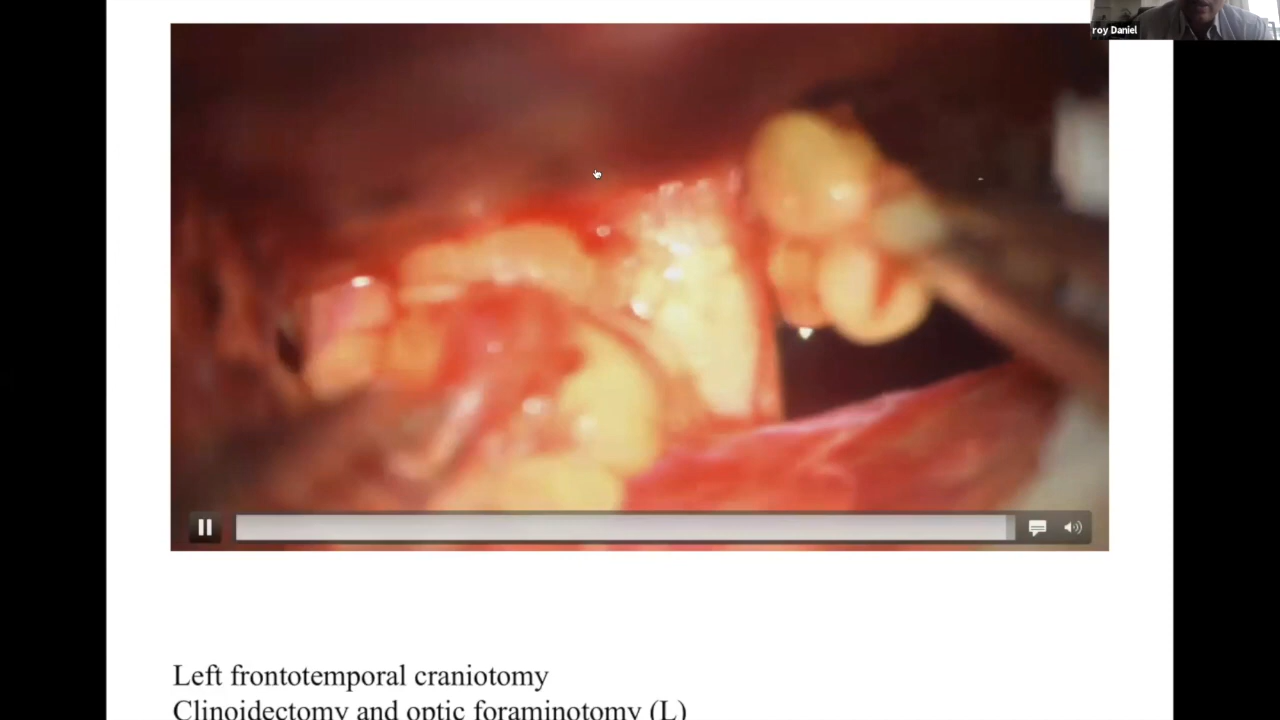 roy Daniel
Left frontotemporal craniotomy
Clinoidectomy and optic foraminotomy (L)